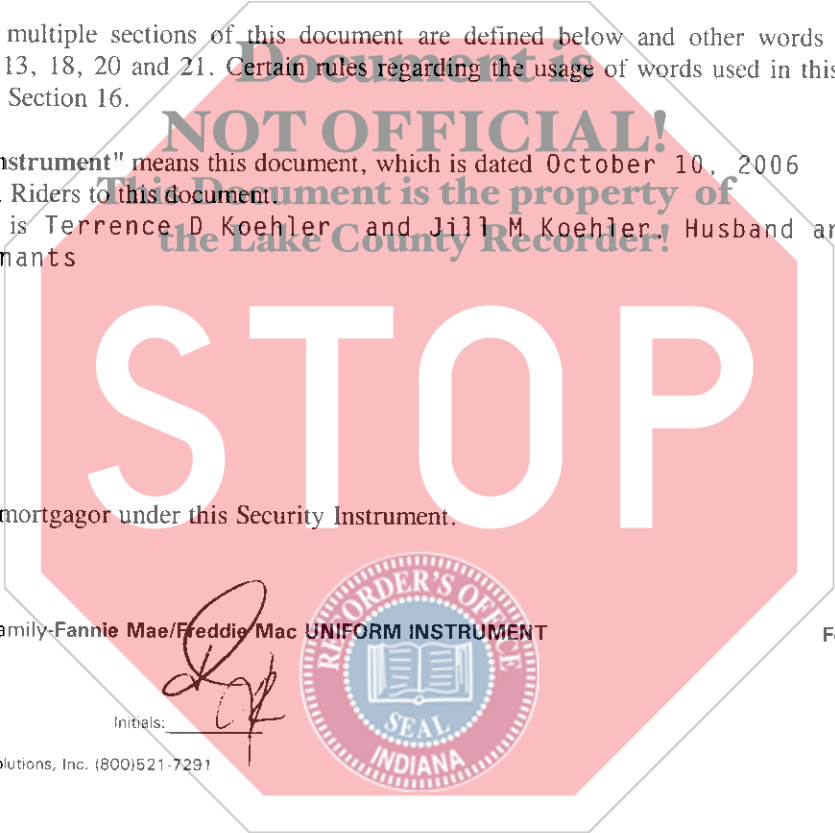 multiple sections of this document are defined below and other words
Document is
13, 18, 20 and 21. Certain rules regarding the usage of words used in this
Section 16.
NOT OFFICIAL!
nstrument" means this document, which is dated October 10, 2006
Riders to this document.
This Document is the property of
is Terrence D Koehler and Jill M Koehler, Husband an
the Lake County Recorder!
nants
STOP
mortgagor under this Security Instrument.
RECORDER'S OFFICE
SEAL
INDIANA
amily-Fannie Mae/Freddie Mac UNIFORM INSTRUMENT
F
Initials:
olutions, Inc. (800)521-7291